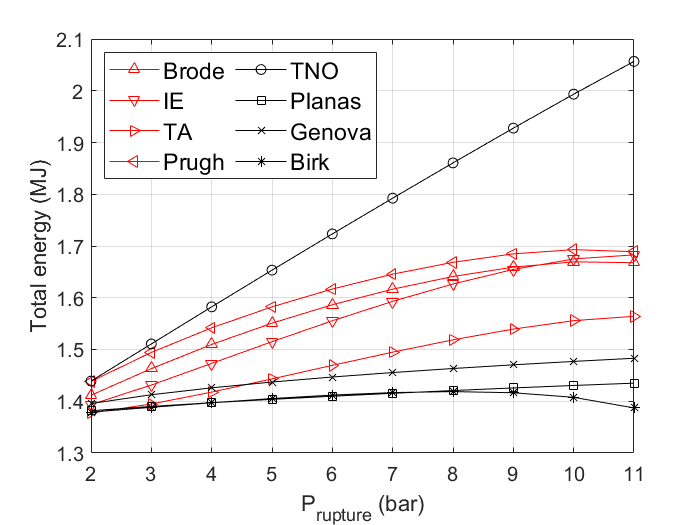 2.1
2
1.9
1.8
1.7
1.6
1.5
1.4
1.3
Total energy (MJ)
Brode
IE
TA
Prugh
TNO
Planas
Genova
Birk
2 3 4 5 6 7 8 9 10 11
P_rupture (bar)